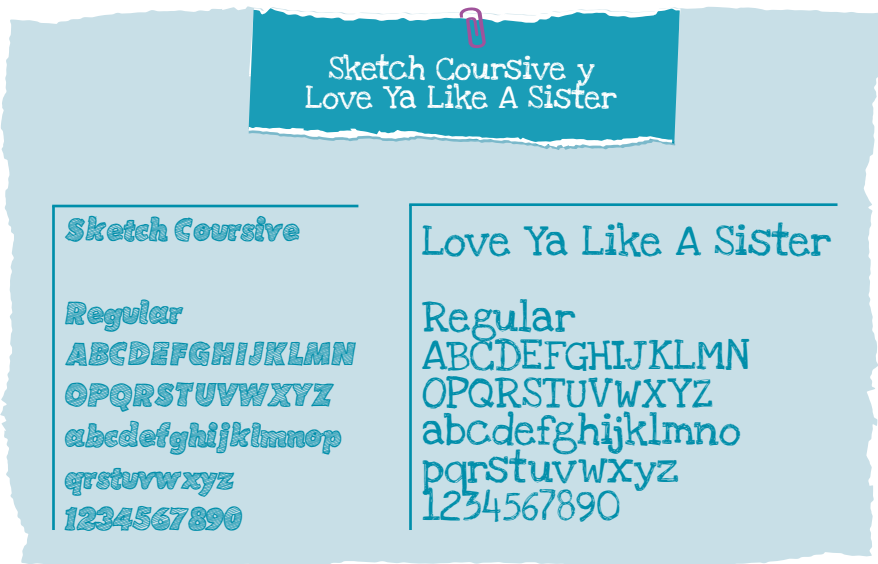 Sketch Coursive y
Love Ya Like A Sister
Sketch Coursive
Regular
ABCDEFGHIJKLMN
OPQRSTUVWXYZ
abcdefghijklmnop
qrstuvwxyz
1234567890
Love Ya Like A Sister
Regular
ABCDEFGHIJKLMN
OPQRSTUVWXYZ
abcdefghijklmno
pqrstuvwxyz
1234567890